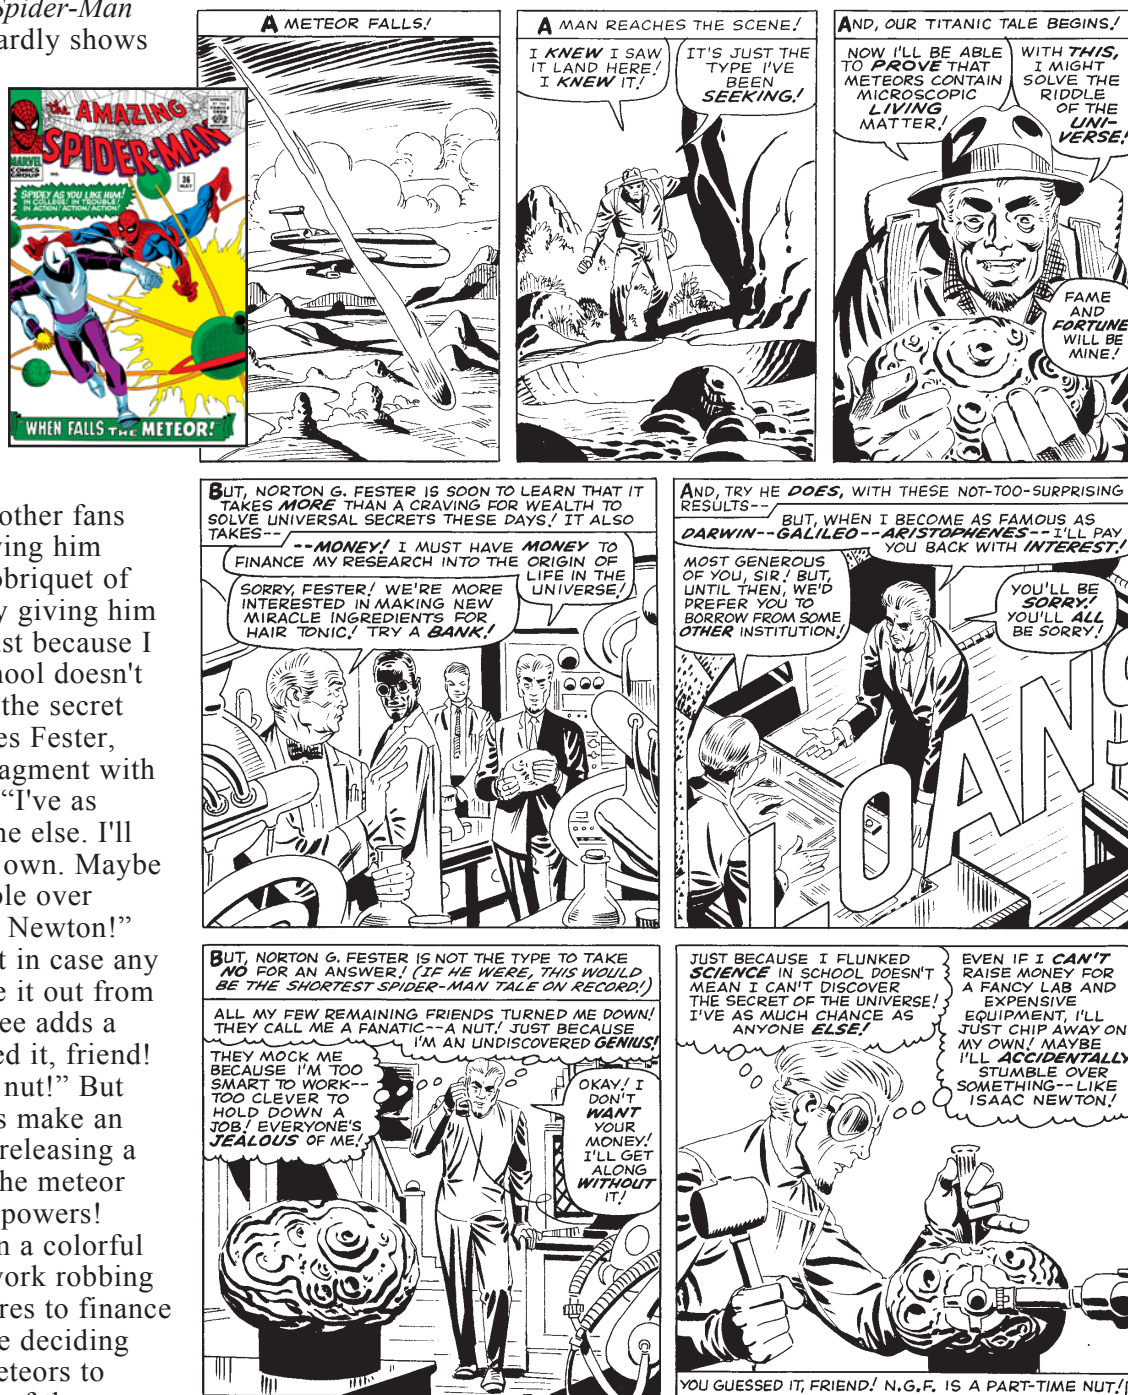 Spider-Man
ardly shows
the AMAZING
SPIDER-MAN
MARVEL
COMICS
GROUP
36
MAY
SPIDEY AS YOU LIKE HIM!
IN COLLEGE! IN TROUBLE!
IN ACTION! ACTION! ACTION!
WHEN FALLS THE METEOR!
other fans
ving him
obriquet of
y giving him
ust because I
hool doesn't
the secret
es Fester,
agment with
“I've as
ne else. I'll
own. Maybe
ble over
Newton!”
t in case any
e it out from
ee adds a
ed it, friend!
nut!” But
s make an
releasing a
he meteor
powers!
n a colorful
work robbing
res to finance
e deciding
eteors to
A METEOR FALLS!
A MAN REACHES THE SCENE!
I KNEW I SAW
IT LAND HERE!
I KNEW IT!
IT'S JUST THE
TYPE I'VE
BEEN
SEEKING!
AND, OUR TITANIC TALE BEGINS!
NOW I'LL BE ABLE
TO PROVE THAT
METEORS CONTAIN
MICROSCOPIC
LIVING
MATTER!
WITH THIS,
I MIGHT
SOLVE THE
RIDDLE
OF THE
UNI-
VERSE!
FAME
AND
FORTUNE
WILL BE
MINE!
BUT, NORTON G. FESTER IS SOON TO LEARN THAT IT
TAKES MORE THAN A CRAVING FOR WEALTH TO
SOLVE UNIVERSAL SECRETS THESE DAYS! IT ALSO
TAKES--
--MONEY! I MUST HAVE MONEY TO
FINANCE MY RESEARCH INTO THE ORIGIN OF
LIFE IN THE
UNIVERSE!
SORRY, FESTER! WE'RE MORE
INTERESTED IN MAKING NEW
MIRACLE INGREDIENTS FOR
HAIR TONIC! TRY A BANK!
AND, TRY HE DOES, WITH THESE NOT-TOO-SURPRISING
RESULTS--
BUT, WHEN I BECOME AS FAMOUS AS
DARWIN--GALILEO--ARISTOPHENES--I'LL PAY
YOU BACK WITH INTEREST!
MOST GENEROUS
OF YOU, SIR! BUT,
UNTIL THEN, WE'D
PREFER YOU TO
BORROW FROM SOME
OTHER INSTITUTION!
YOU'LL BE
SORRY!
YOU'LL ALL
BE SORRY!
LOANS
BUT, NORTON G. FESTER IS NOT THE TYPE TO TAKE
NO FOR AN ANSWER! (IF HE WERE, THIS WOULD
BE THE SHORTEST SPIDER-MAN TALE ON RECORD!)
ALL MY FEW REMAINING FRIENDS TURNED ME DOWN!
THEY CALL ME A FANATIC--A NUT! JUST BECAUSE
I'M AN UNDISCOVERED GENIUS!
THEY MOCK ME
BECAUSE I'M TOO
SMART TO WORK--
TOO CLEVER TO
HOLD DOWN A
JOB! EVERYONE'S
JEALOUS OF ME!
OKAY! I
DON'T
WANT
YOUR
MONEY!
I'LL GET
ALONG
WITHOUT
IT!
JUST BECAUSE I FLUNKED
SCIENCE IN SCHOOL DOESN'T
MEAN I CAN'T DISCOVER
THE SECRET OF THE UNIVERSE!
I'VE AS MUCH CHANCE AS
ANYONE ELSE!
EVEN IF I CAN'T
RAISE MONEY FOR
A FANCY LAB AND
EXPENSIVE
EQUIPMENT, I'LL
JUST CHIP AWAY ON
MY OWN! MAYBE
I'LL ACCIDENTALLY
STUMBLE OVER
SOMETHING--LIKE
ISAAC NEWTON!
YOU GUESSED IT, FRIEND! N.G.F. IS A PART-TIME NUT!